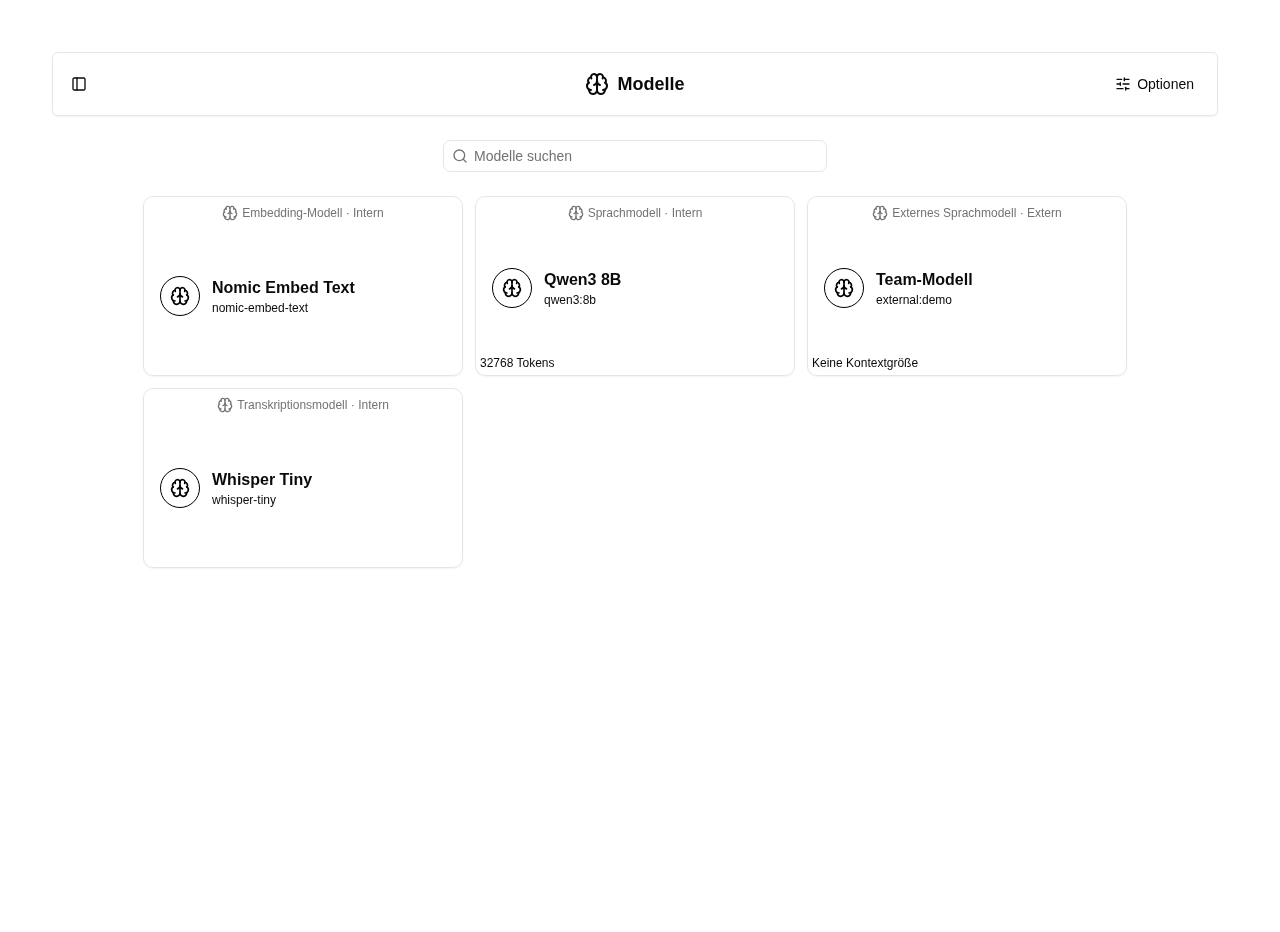 Modelle
Optionen
Modelle suchen
Embedding-Modell · Intern
Nomic Embed Text
nomic-embed-text
Sprachmodell · Intern
Qwen3 8B
qwen3:8b
32768 Tokens
Externes Sprachmodell · Extern
Team-Modell
external:demo
Keine Kontextgröße
Transkriptionsmodell · Intern
Whisper Tiny
whisper-tiny